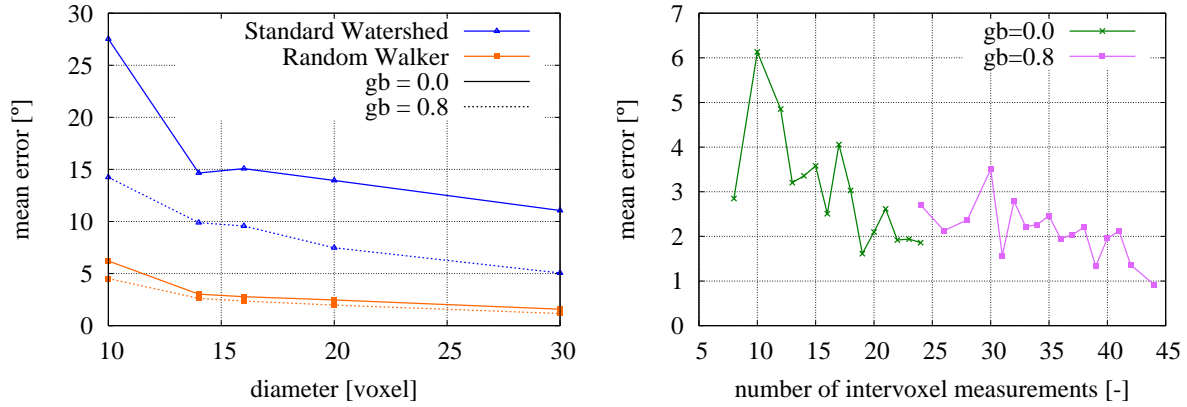 mean error [°]
30
25
20
15
10
5
0
Standard Watershed
Random Walker
gb = 0.0
gb = 0.8
10 15 20 25 30
diameter [voxel]
mean error [°]
7
6
5
4
3
2
1
0
gb=0.0
gb=0.8
5 10 15 20 25 30 35 40 45
number of intervoxel measurements [-]